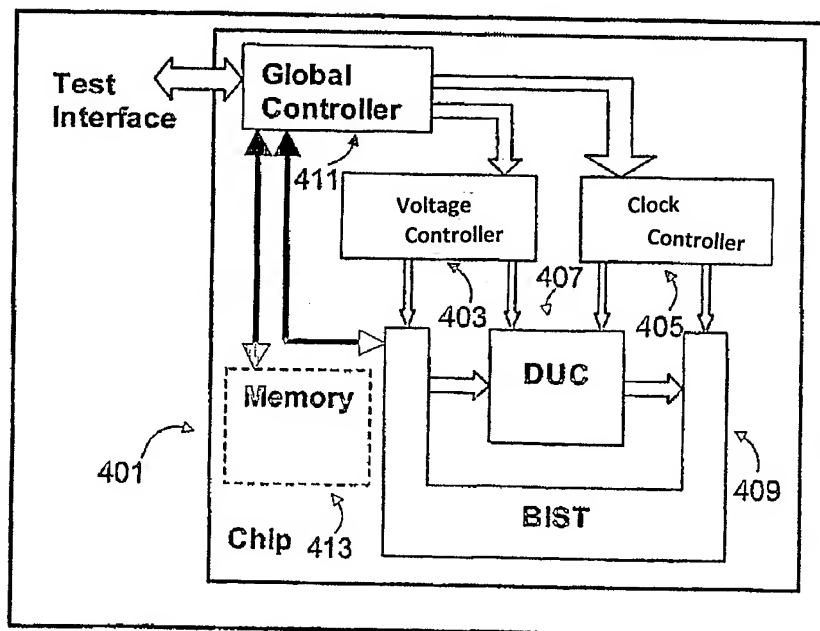 Test
Interface
Global
Controller
411
Voltage
Controller
Clock
Controller
403
407
405
DUC
Memory
401
409
BIST
Chip
413